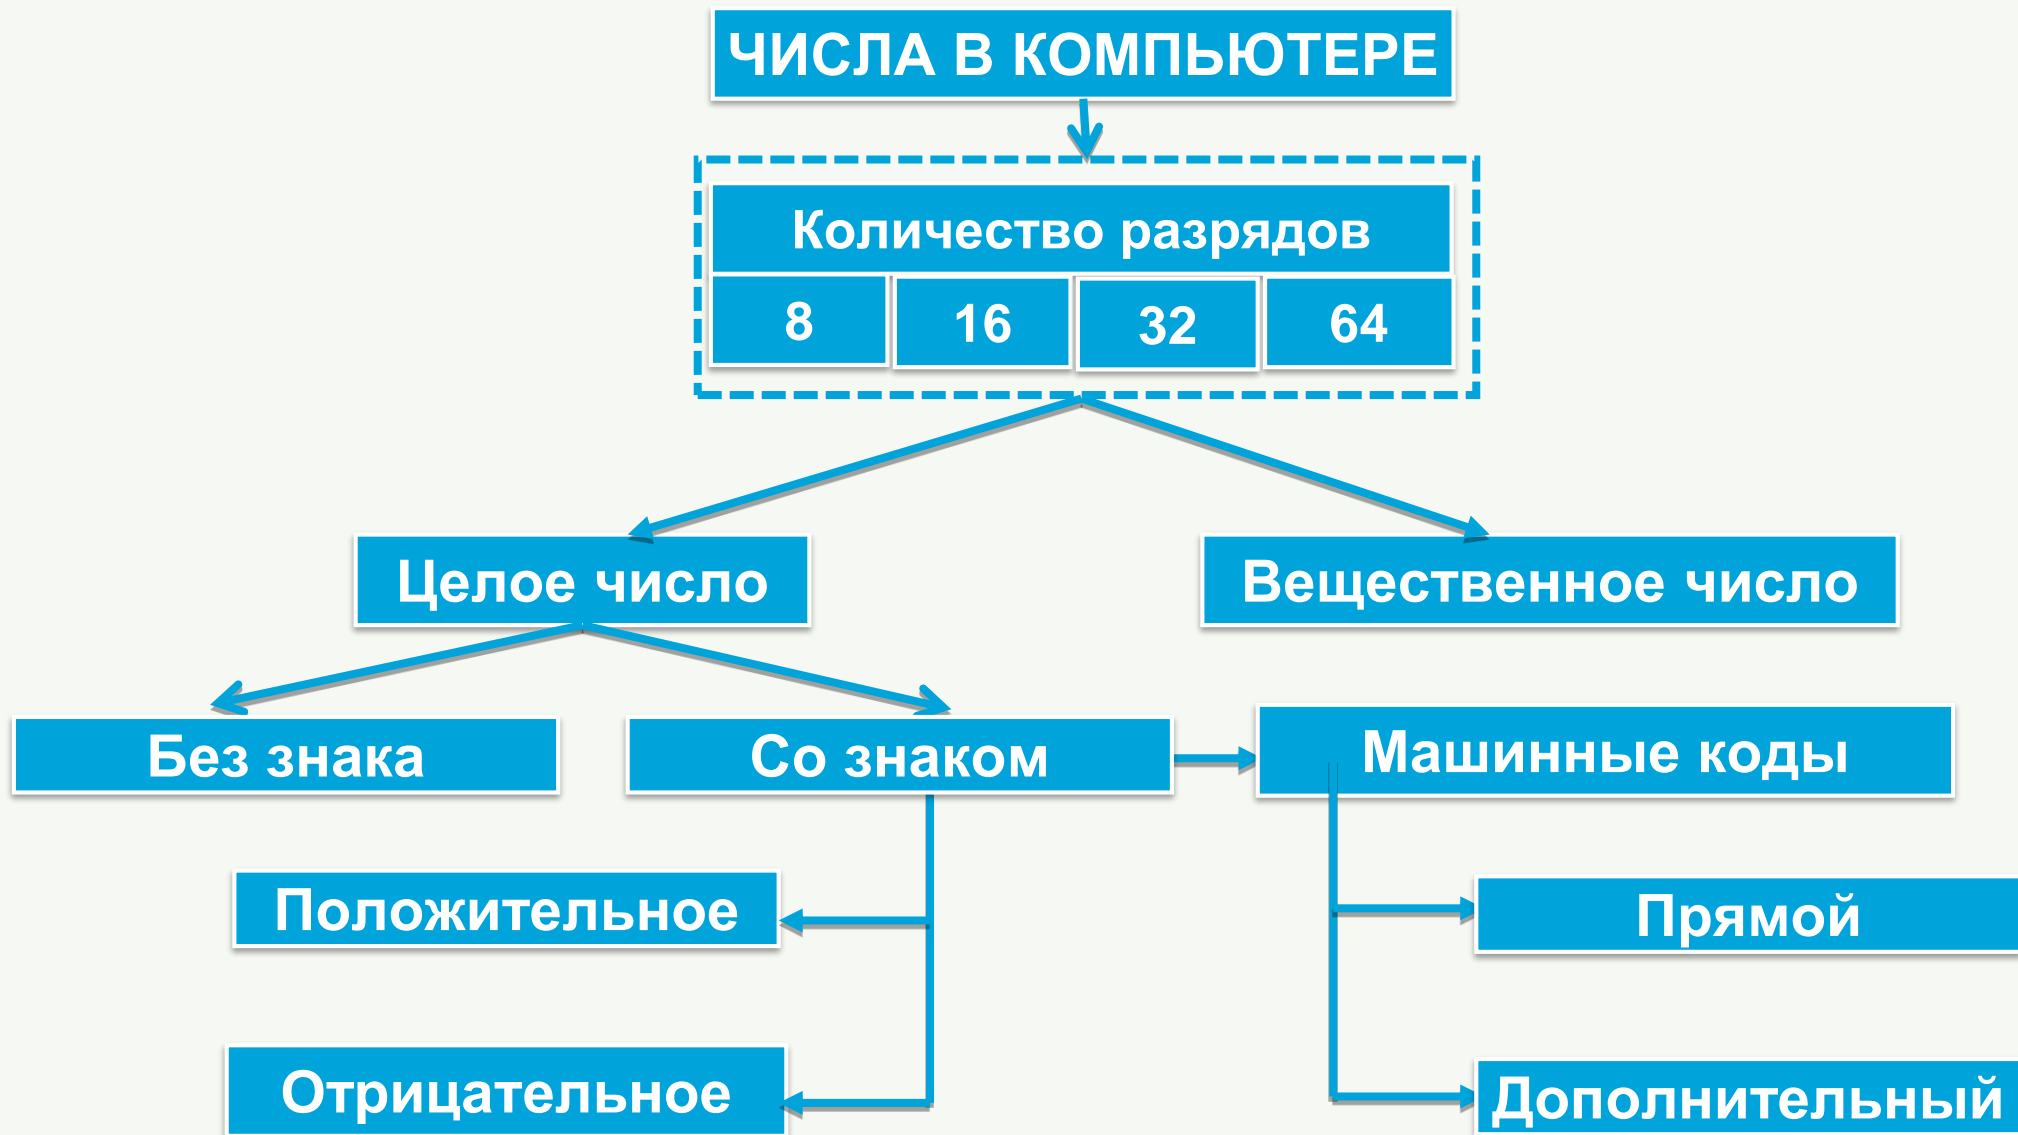 ЧИСЛА В КОМПЬЮТЕРЕ
Количество разрядов
8 16 32 64
Целое число Вещественное число
Без знака Со знаком Машинные коды
Положительное Прямой
Отрицательное Дополнительный